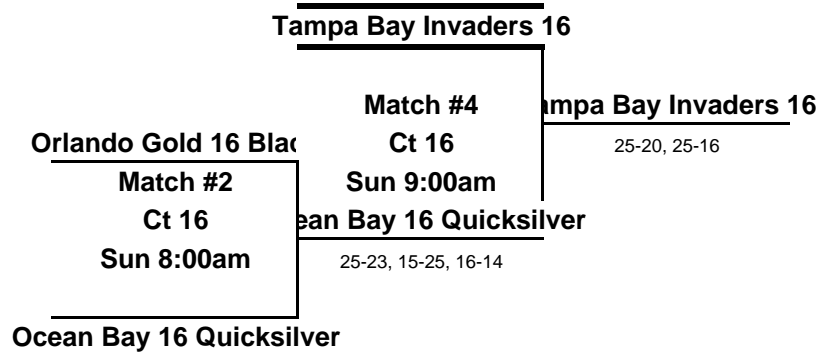 Tampa Bay Invaders 16
Match #4
Ct 16
Sun 9:00am
ampa Bay Invaders 16
25-20, 25-16
Orlando Gold 16 Blac
Match #2
Ct 16
Sun 8:00am
ean Bay 16 Quicksilver
25-23, 15-25, 16-14
Ocean Bay 16 Quicksilver